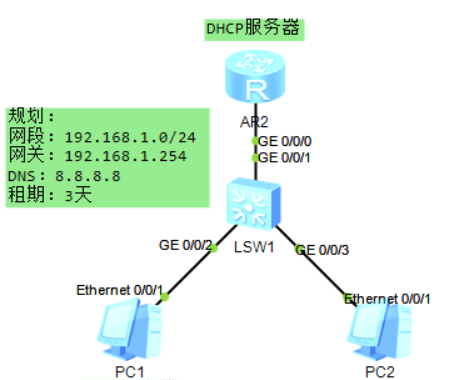 DHCP服务器
R
AR2
GE 0/0/0
GE 0/0/1
规划：
网段：192.168.1.0/24
网关：192.168.1.254
DNS：8.8.8.8
租期：3天
LSW1
GE 0/0/2
GE 0/0/3
Ethernet 0/0/1
Ethernet 0/0/1
PC1
PC2